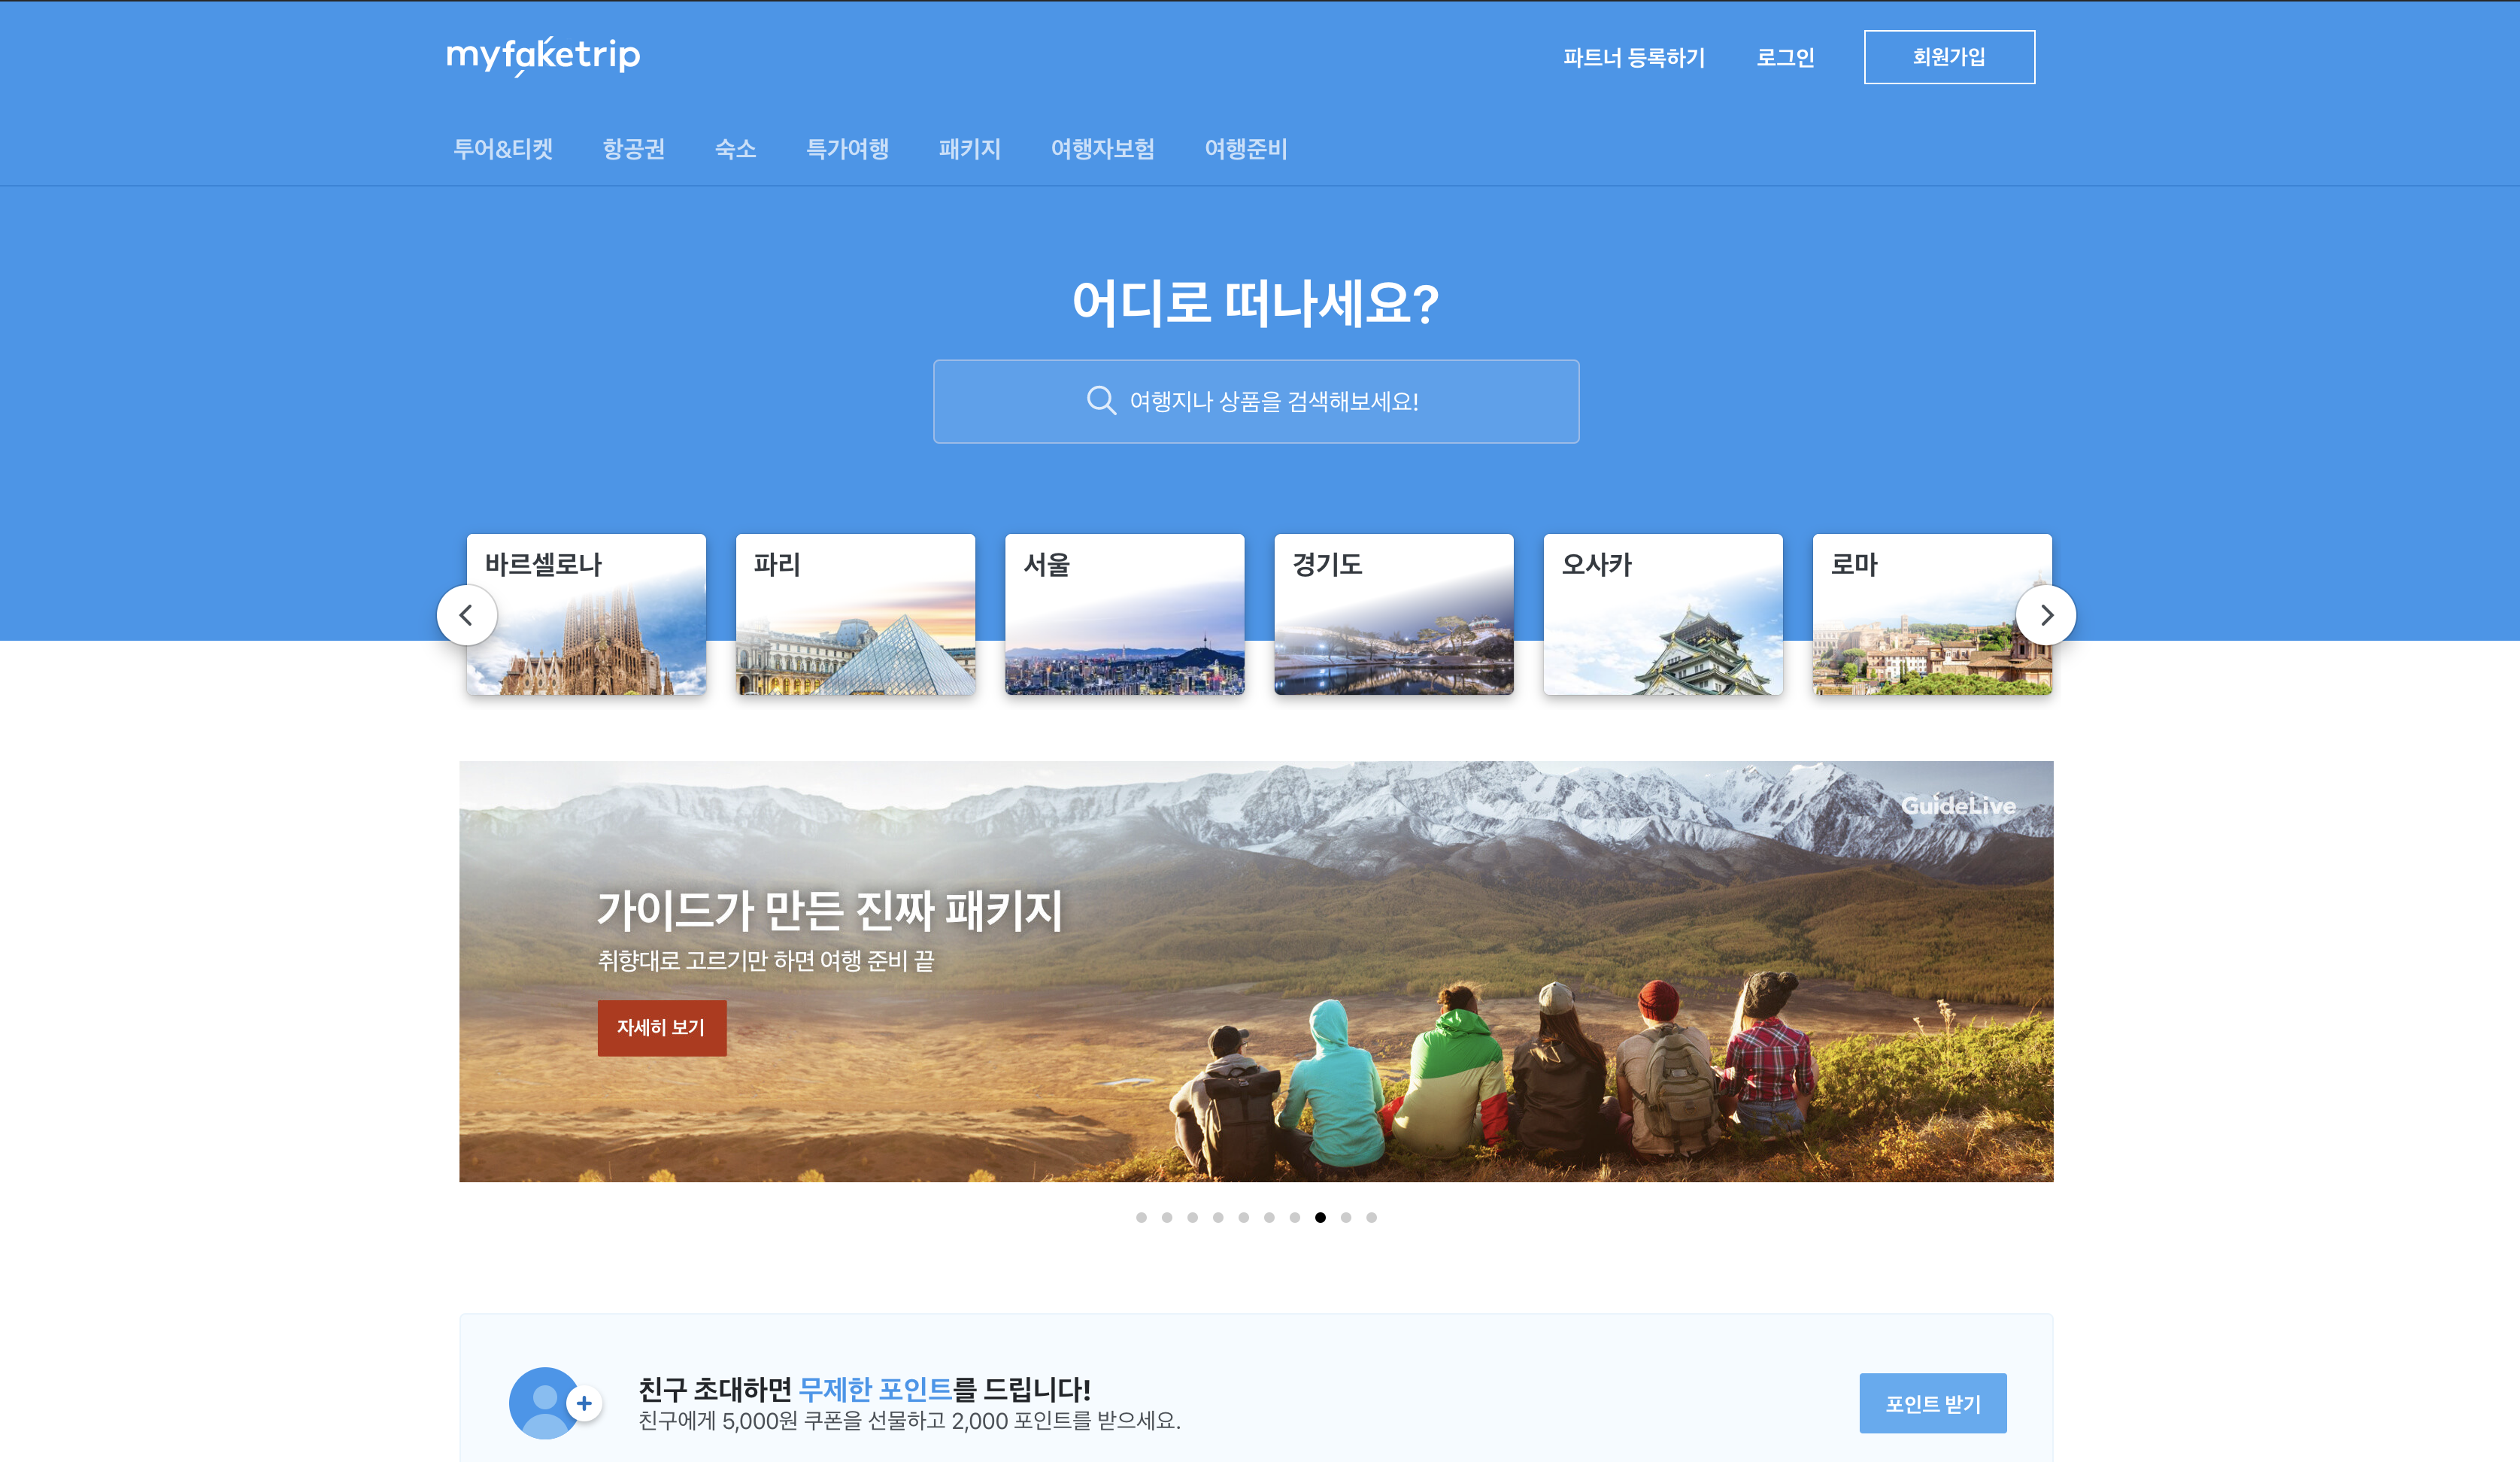 myfaketrip
파트너 등록하기 로그인 회원가입
투어&티켓 항공권 숙소 특가여행 패키지 여행자보험 여행준비
어디로 떠나세요?
여행지나 상품을 검색해보세요!
바르셀로나 파리 서울 경기도 오사카 로마
GuideLive
가이드가 만든 진짜 패키지
취향대로 고르기만 하면 여행 준비 끝
자세히 보기
친구 초대하면 무제한 포인트를 드립니다!
친구에게 5,000원 쿠폰을 선물하고 2,000 포인트를 받으세요.
포인트 받기